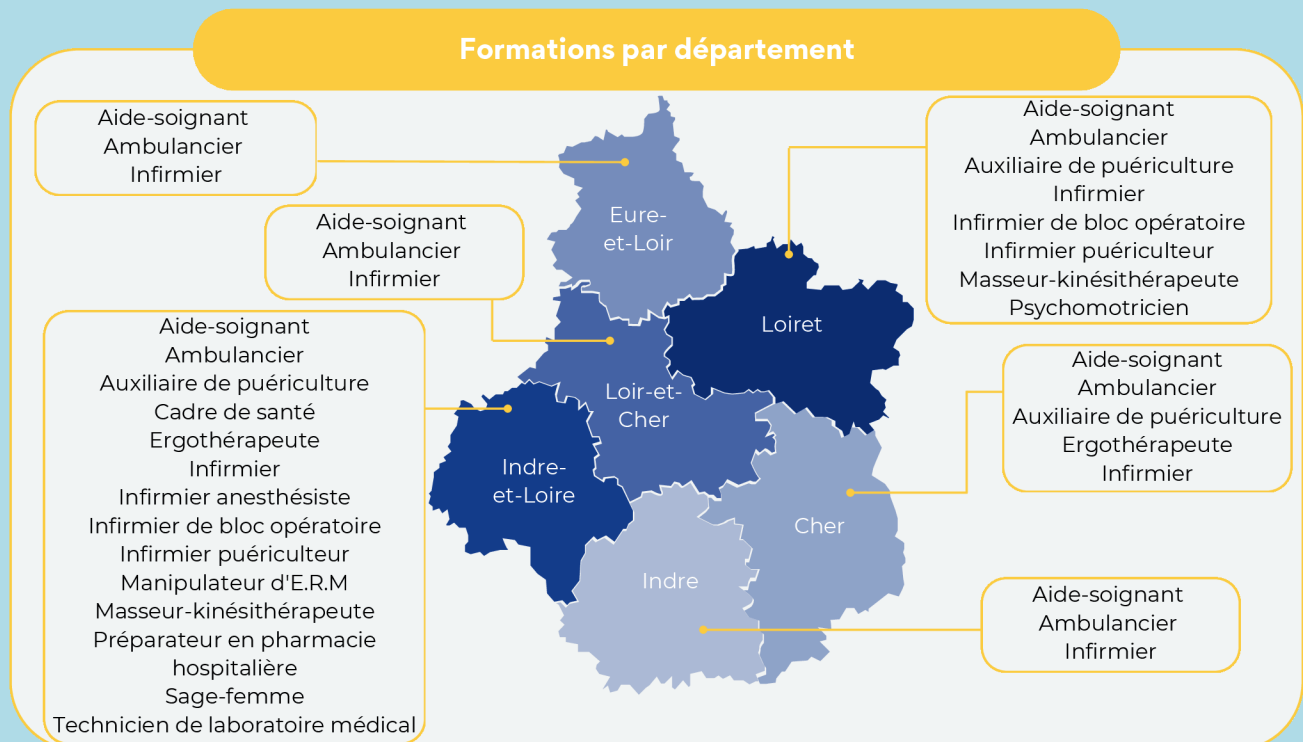 Formations par département
Aide-soignant
Ambulancier
Infirmier
Aide-soignant
Ambulancier
Infirmier
Aide-soignant
Ambulancier
Auxiliaire de puériculture
Cadre de santé
Ergothérapeute
Infirmier
Infirmier anesthésiste
Infirmier de bloc opératoire
Infirmier puériculteur
Manipulateur d'E.R.M
Masseur-kinésithérapeute
Préparateur en pharmacie
hospitalière
Sage-femme
Technicien de laboratoire médical
Eure-
et-Loir
Loiret
Loir-et-
Cher
Indre-
et-Loire
Cher
Indre
Aide-soignant
Ambulancier
Auxiliaire de puériculture
Infirmier
Infirmier de bloc opératoire
Infirmier puériculteur
Masseur-kinésithérapeute
Psychomotricien
Aide-soignant
Ambulancier
Auxiliaire de puériculture
Ergothérapeute
Infirmier
Aide-soignant
Ambulancier
Infirmier